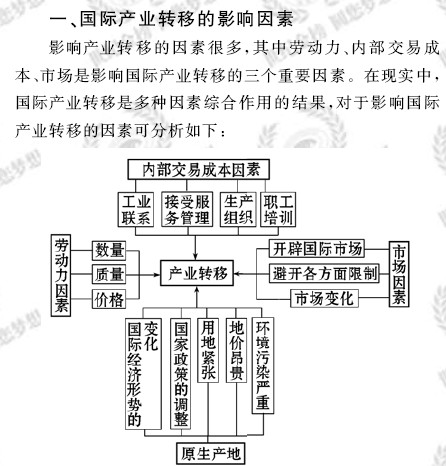 一、国际产业转移的影响因素
影响产业转移的因素很多,其中劳动力、内部交易成
本、市场是影响国际产业转移的三个重要因素。在现实中,
国际产业转移是多种因素综合作用的结果,对于影响国际
产业转移的因素可分析如下:
内部交易成本因素
工业
联系
接受服
务管理
生产
组织
职工
培训
劳动力因素
数量
质量
价格
产业转移
开辟国际市场
避开各方面限制
市场变化
市场因素
国际经济形势的
变化
国家政策的调整
用地紧张
地价昂贵
环境污染严重
原生产地